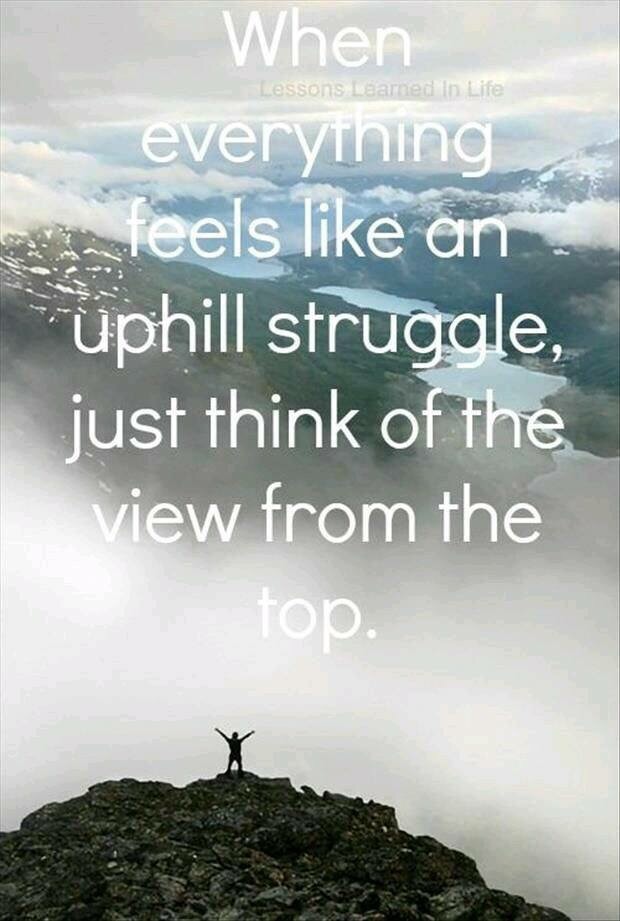 When
Lessons Learned In Life
everything
feels like an
uphill struggle,
just think of the
view from the
top.